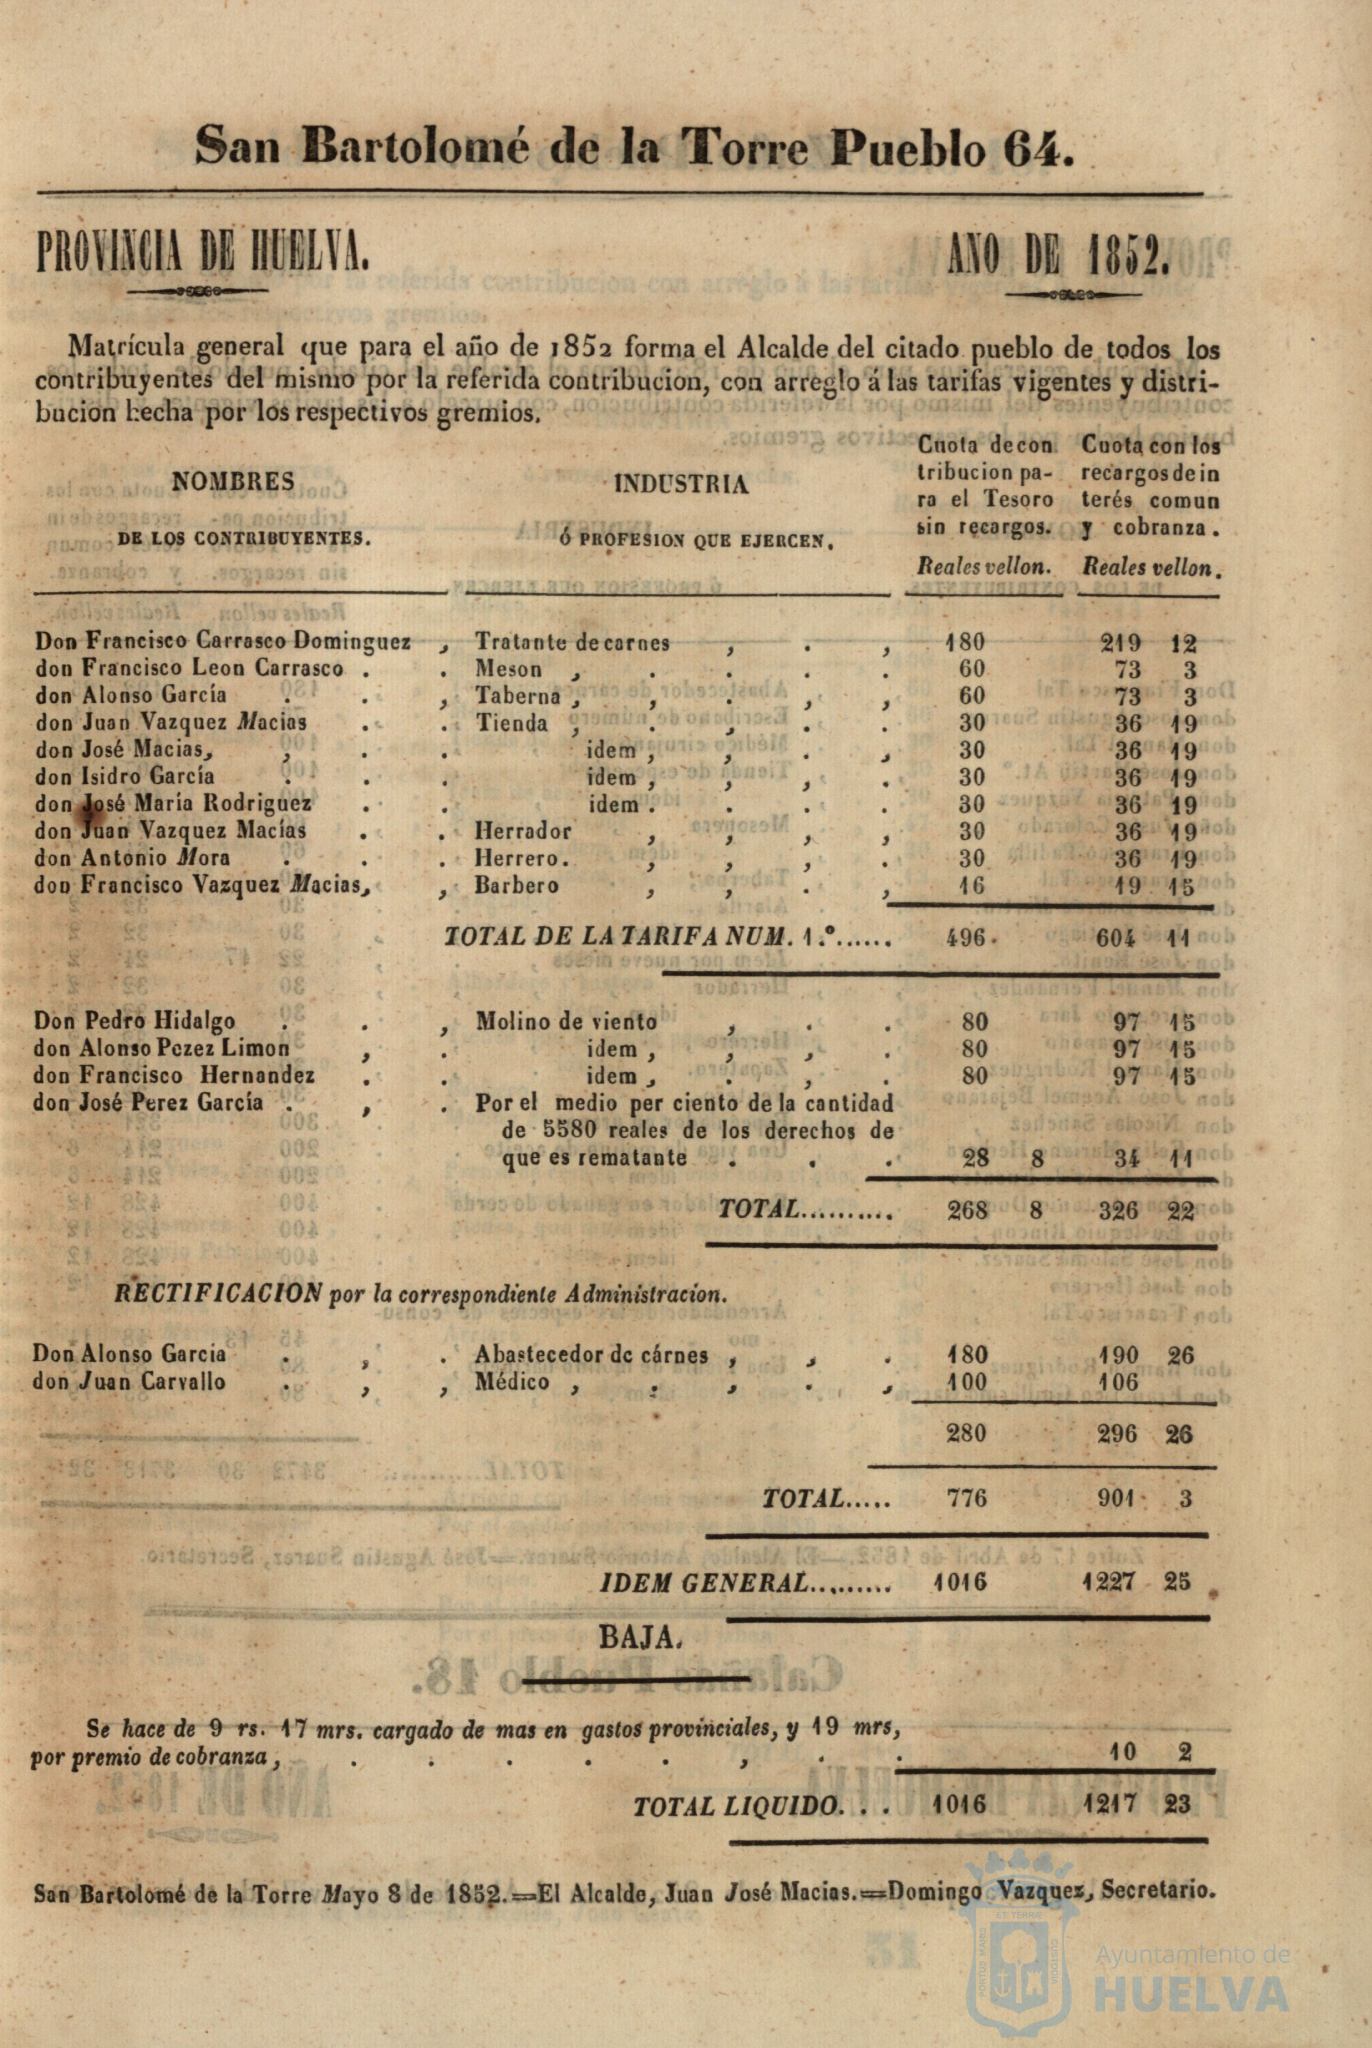 San Bartolomé de la Torre Pueblo 64.
PROVINCIA DE HUELVA. AÑO DE 1852.
Matrícula general que para el año de 1852 forma el Alcalde del citado pueblo de todos los
contribuyentes del mismo por la referida contribucion, con arreglo á las tarifas vigentes y distri-
bucion hecha por los respectivos gremios.
NOMBRES
DE LOS CONTRIBUYENTES.
INDUSTRIA
Ó PROFESION QUE EJERCEN.
Cuota de con
tribucion pa-
ra el Tesoro
sin recargos.
Reales vellon.
Cuota con los
recargos de in
terés comun
y cobranza.
Reales vellon.
Don Francisco Carrasco Dominguez , Tratante de carnes , . , 180 219 12
don Francisco Leon Carrasco . . Meson , . . . . 60 73 3
don Alonso García . . , Taberna , , . , , 60 73 3
don Juan Vazquez Macias . . Tienda , . , . . 30 36 19
don José Macias, , . . idem , , . , 30 36 19
don Isidro García . . . idem , , , . 30 36 19
don José María Rodriguez . . idem . . . . 30 36 19
don Juan Vazquez Macías . . Herrador , , , , 30 36 19
don Antonio Mora . . . Herrero. , , , . 30 36 19
don Francisco Vazquez Macias, , Barbero , , . , 16 19 15
TOTAL DE LA TARIFA NUM. 1.º...... 496 604 11
Don Pedro Hidalgo . . , Molino de viento , . . 80 97 15
don Alonso Pezez Limon , . idem , , , . 80 97 15
don Francisco Hernandez . . idem , . , . 80 97 15
don José Perez García . , . Por el medio per ciento de la cantidad
de 5580 reales de los derechos de
que es rematante . . . 28 8 34 11
TOTAL.......... 268 8 326 22
RECTIFICACION por la correspondiente Administracion.
Don Alonso Garcia . , . Abastecedor de cárnes , , . 180 190 26
don Juan Carvallo . , , Médico , . , . , 100 106
280 296 26
TOTAL..... 776 901 3
IDEM GENERAL......... 1016 1227 25
BAJA.
Se hace de 9 rs. 17 mrs. cargado de mas en gastos provinciales, y 19 mrs,
por premio de cobranza, . . . . . , . . 10 2
TOTAL LIQUIDO. . . 1016 1217 23
San Bartolomé de la Torre Mayo 8 de 1852.=El Alcalde, Juan José Macias.=Domingo Vazquez, Secretario.
Ayuntamiento de
HUELVA